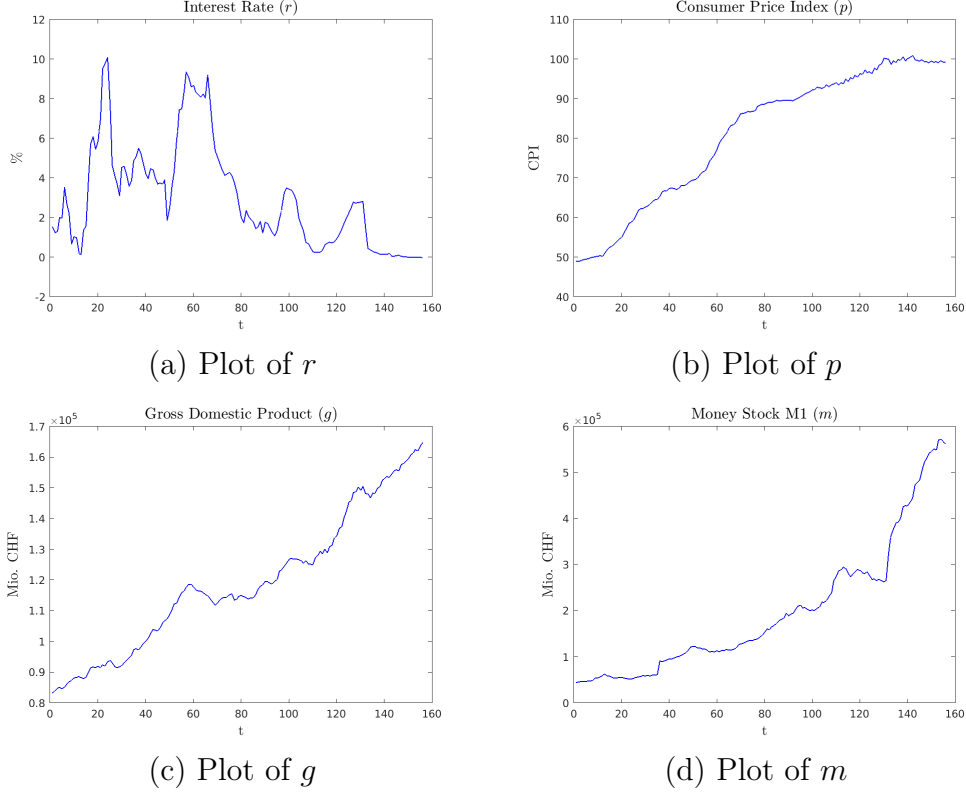 Interest Rate (r)
12
10
8
6
4
2
0
-2
%
0 20 40 60 80 100 120 140 160
t
(a) Plot of r
Consumer Price Index (p)
100
90
80
70
60
50
40
CPI
0 20 40 60 80 100 120 140 160
t
(b) Plot of p
Gross Domestic Product (g)
×10⁵
1.7
1.6
1.5
1.4
1.3
1.2
1.1
1
0.9
0.8
Mio. CHF
0 20 40 60 80 100 120 140 160
t
(c) Plot of g
Money Stock M1 (m)
×10⁵
6
5
4
3
2
1
0
Mio. CHF
0 20 40 60 80 100 120 140 160
t
(d) Plot of m